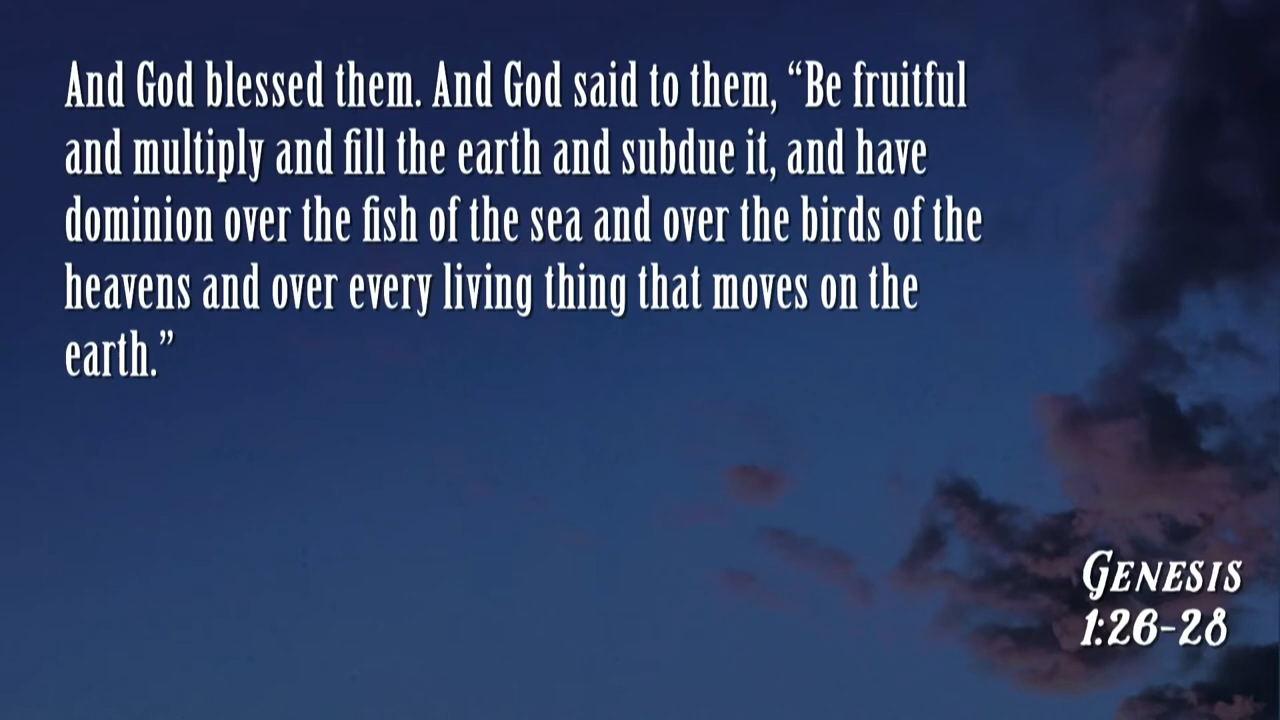 And God blessed them. And God said to them, “Be fruitful
and multiply and fill the earth and subdue it, and have
dominion over the fish of the sea and over the birds of the
heavens and over every living thing that moves on the
earth.”
Genesis
1:26-28